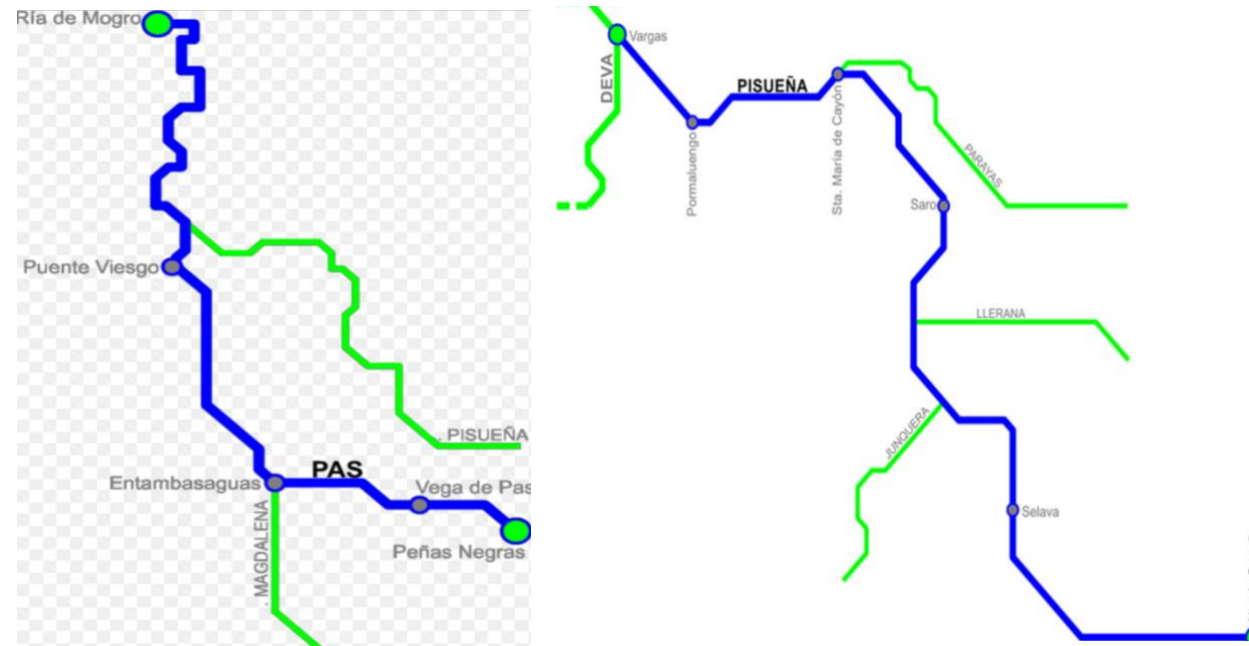 Ría de Mogro
Puente Viesgo
. PISUEÑA
Entambasaguas
PAS
Vega de Pas
Peñas Negras
. MAGDALENA
Vargas
DEVA
PISUEÑA
Pormaluengo
Sta. María de Cayón
PARAYAS
Saro
LLERANA
JUNQUERA
Selava